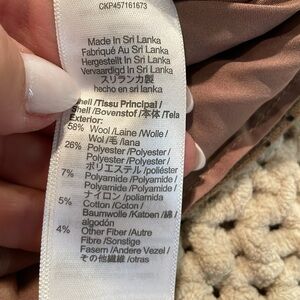 CKP457161673
Made In Sri Lanka
Fabriqué Au Sri Lanka
Hergestellt In Sri Lanka
Vervaardigd In Sri Lanka
スリランカ製
hecho en sri lanka
Shell /Tissu Principal /
Shell /Bovenstof /本体 /Tela
Exterior:
58% Wool /Laine /Wolle /
Wol /毛 /lana
26% Polyester /Polyester /
Polyester /Polyester /
ポリエステル /poliéster
7% Polyamide /Polyamide /
Polyamide /Polyamide /
ナイロン /poliamida
5% Cotton /Coton /
Baumwolle /Katoen /綿 /
algodón
4% Other Fibre /Autre
Fibre /Sonstige
Fasern /Andere Vezel /
その他繊維 /otras